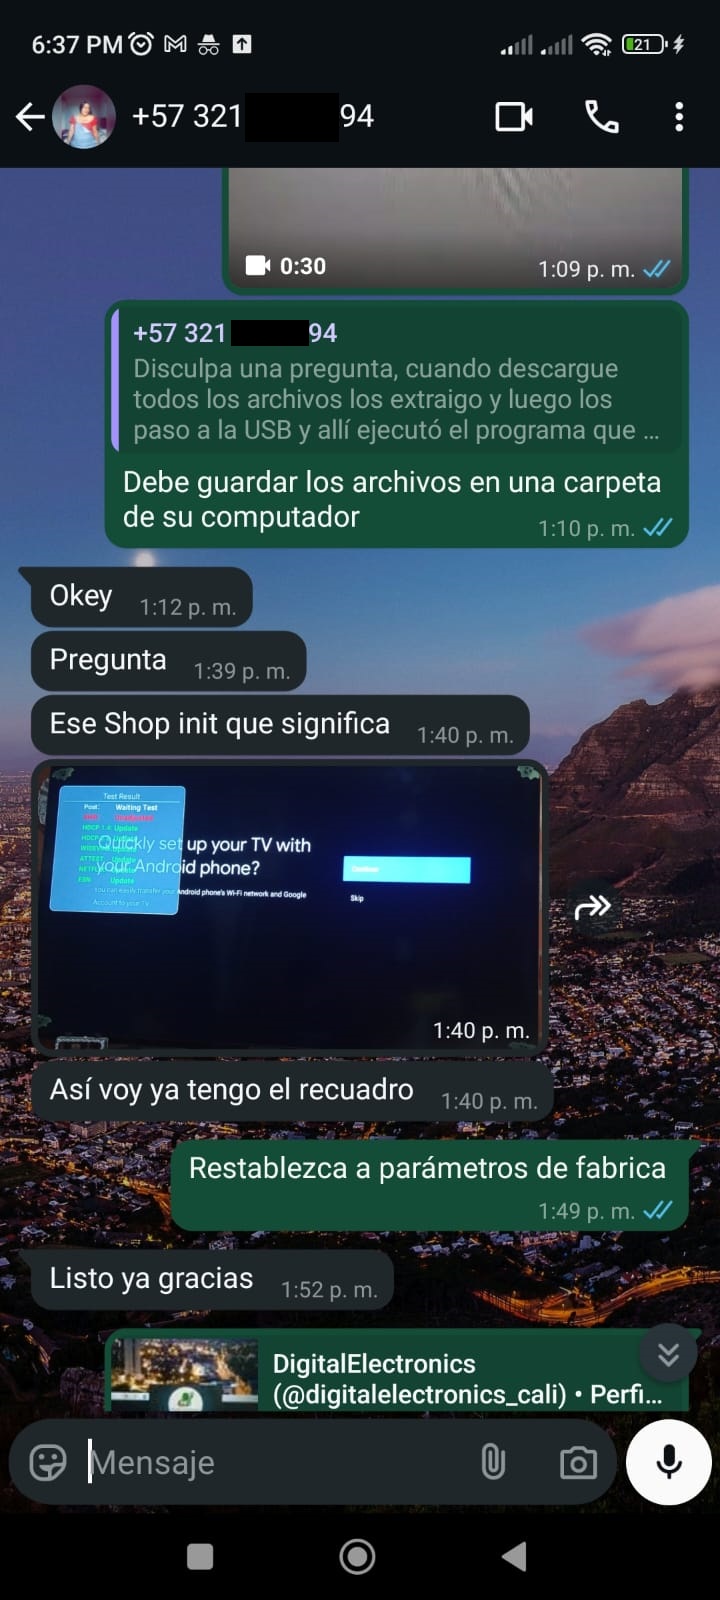 6:37 PM
21
+57 321 94
0:30
1:09 p. m.
+57 321 94
Disculpa una pregunta, cuando descargue
todos los archivos los extraigo y luego los
paso a la USB y allí ejecutó el programa que ...
Debe guardar los archivos en una carpeta
de su computador
1:10 p. m.
Okey 1:12 p. m.
Pregunta 1:39 p. m.
Ese Shop init que significa 1:40 p. m.
Test Result
Post: Waiting Test
HDCP 1.4 Update
Update
Update
Update
Update
Quickly set up your TV with
your Android phone?
You can easily transfer your Android phone's Wi-Fi network and Google
Account to your TV.
Continue
Skip
1:40 p. m.
Así voy ya tengo el recuadro 1:40 p. m.
Restablezca a parámetros de fabrica
1:49 p. m.
Listo ya gracias 1:52 p. m.
DigitalElectronics
(@digitalelectronics_cali) • Perfi...
Mensaje